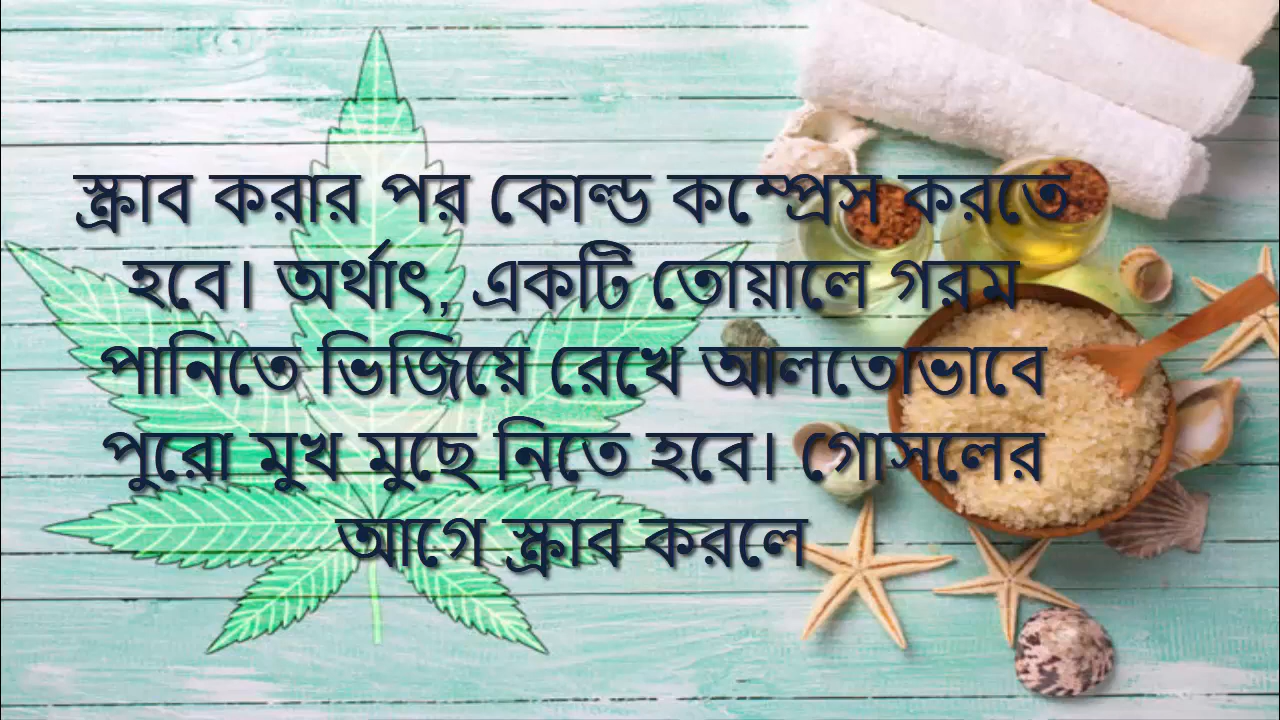 স্ক্রাব করার পর কোল্ড কম্প্রেস করতে
হবে। অর্থাৎ, একটি তোয়ালে গরম
পানিতে ভিজিয়ে রেখে আলতোভাবে
পুরো মুখ মুছে নিতে হবে। গোসলের
আগে স্ক্রাব করলে